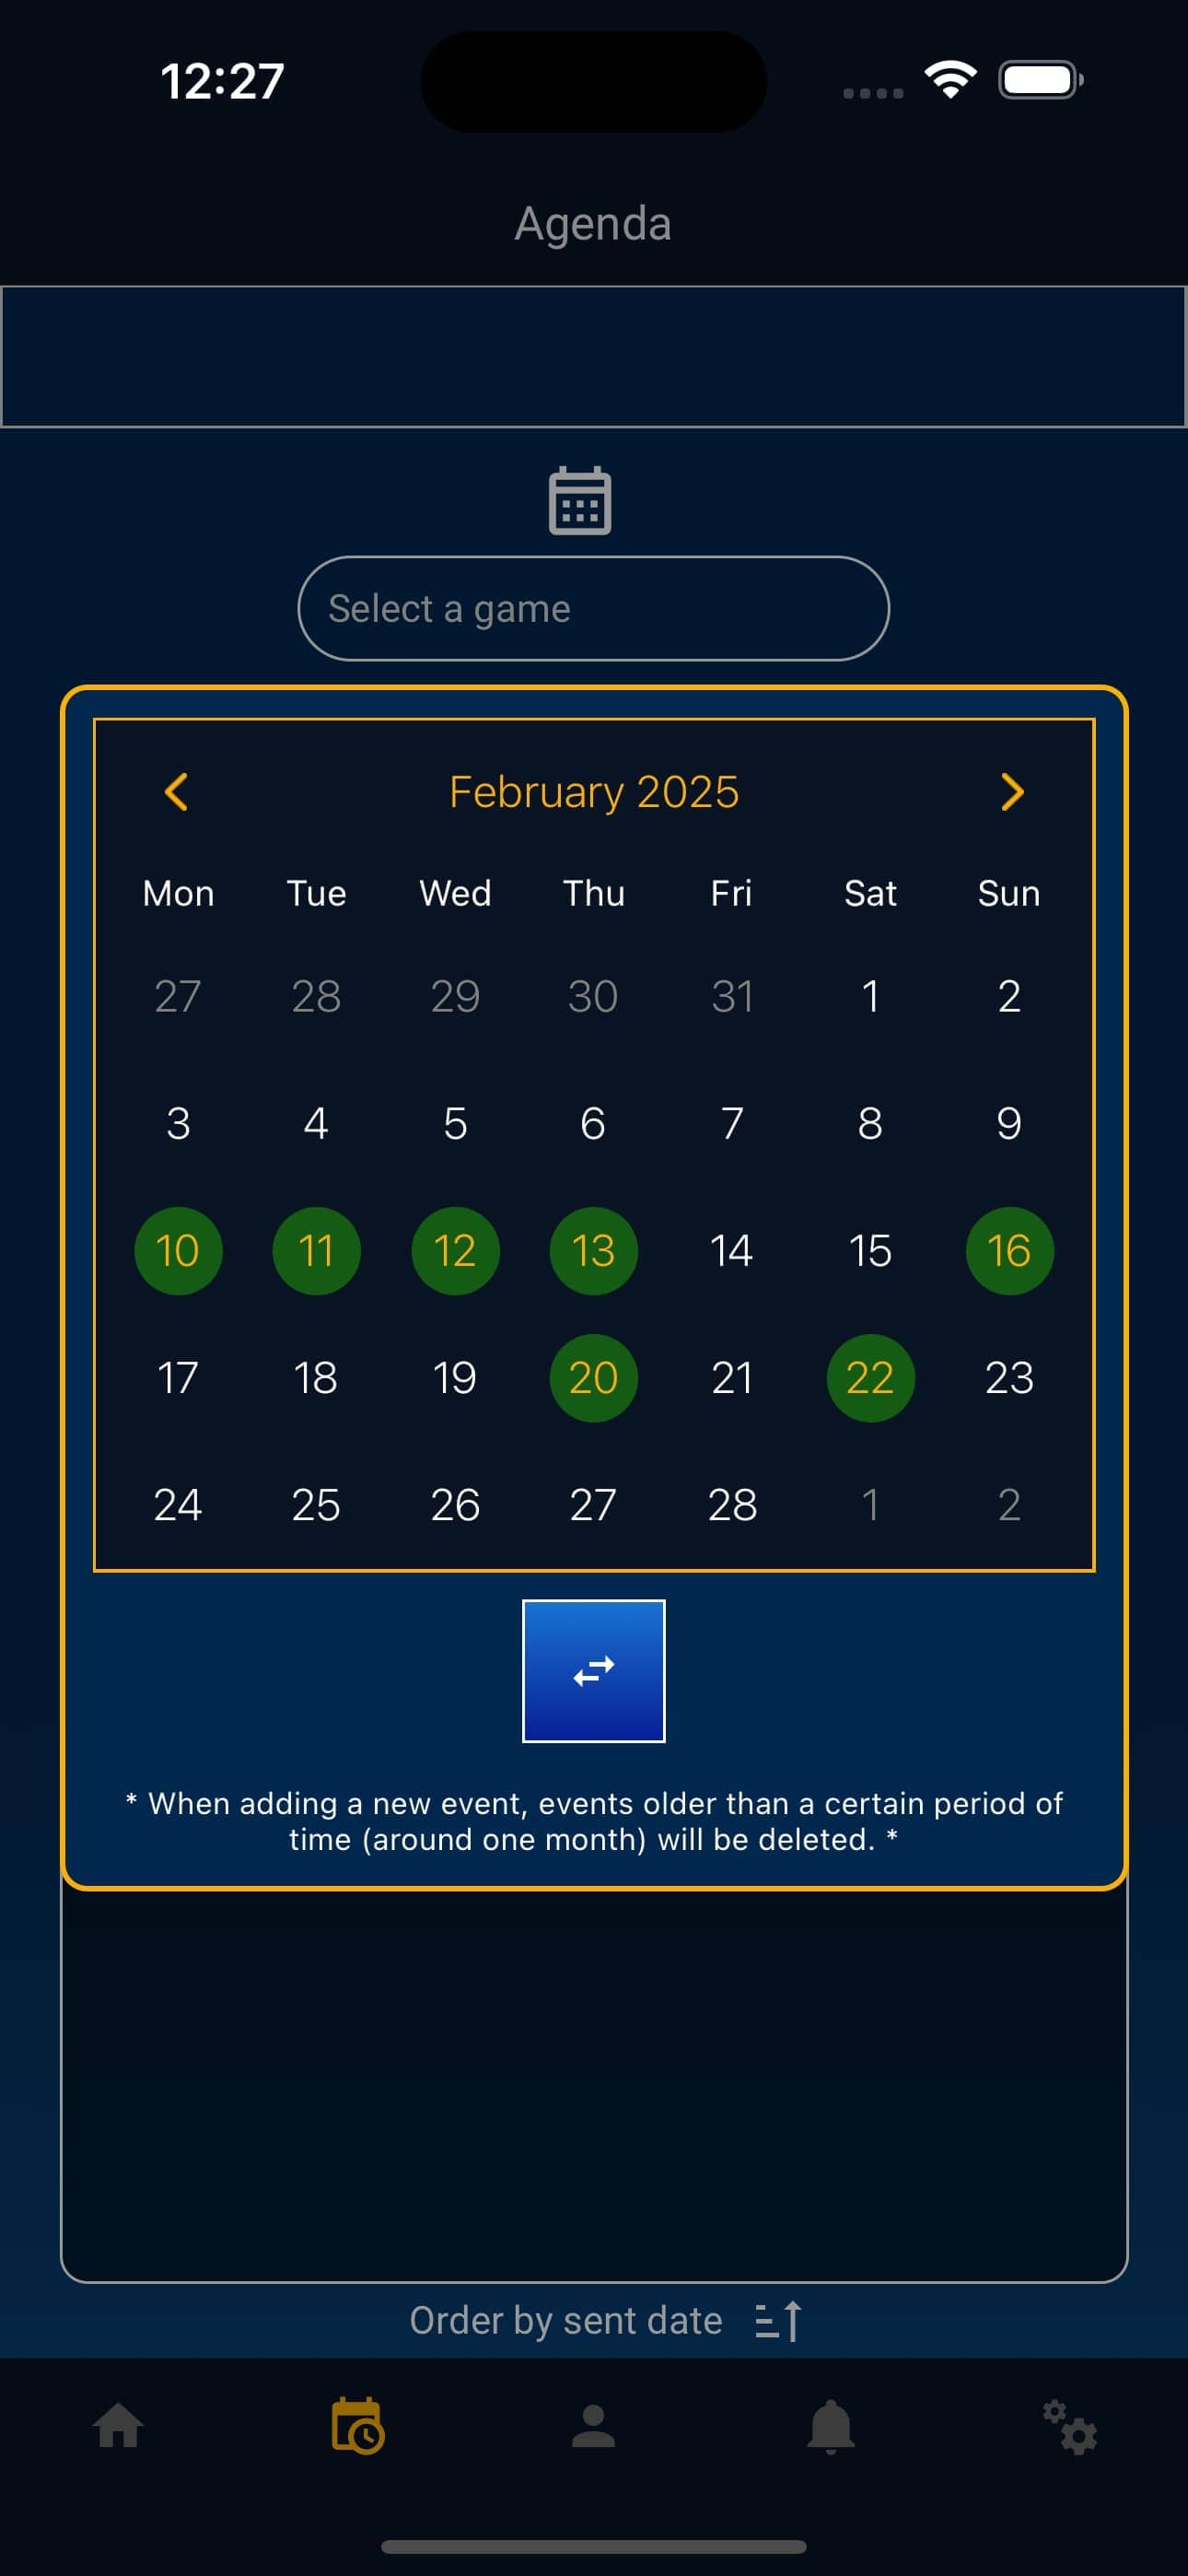 12:27
Agenda
Select a game
February 2025
Mon Tue Wed Thu Fri Sat Sun
27 28 29 30 31 1 2
3 4 5 6 7 8 9
10 11 12 13 14 15 16
17 18 19 20 21 22 23
24 25 26 27 28 1 2
* When adding a new event, events older than a certain period of
time (around one month) will be deleted. *
Order by sent date